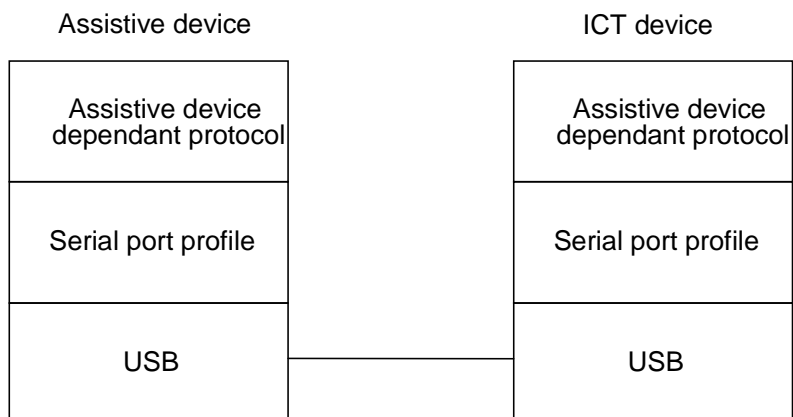 Assistive device
ICT device
Assistive device
dependant protocol
Assistive device
dependant protocol
Serial port profile
Serial port profile
USB
USB